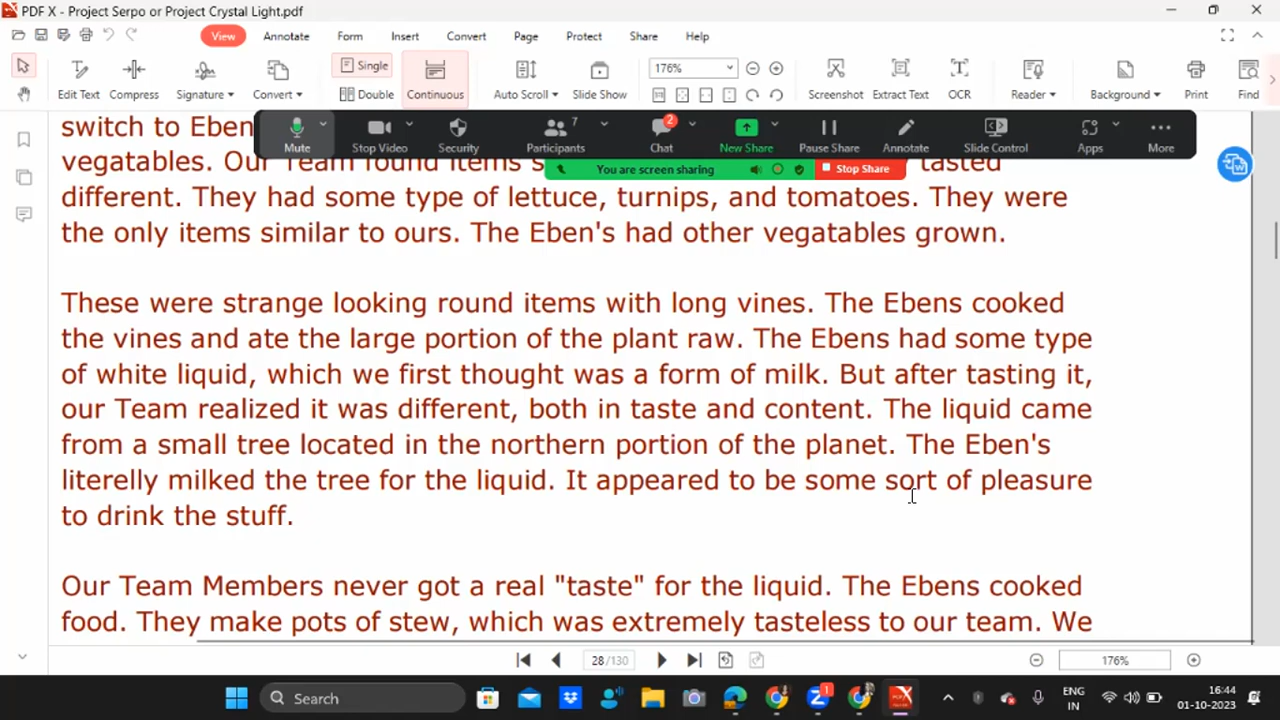 PDF X - Project Serpo or Project Crystal Light.pdf
View Annotate Form Insert Convert Page Protect Share Help
Single 176%
Edit Text Compress Signature Convert Double Continuous Auto Scroll Slide Show Screenshot Extract Text OCR Reader Background Print Find
switch to Eben
7 2
Mute Stop Video Security Participants Chat New Share Pause Share Annotate Slide Control Apps More
vegatables. Our Team round items tasted
You are screen sharing Stop Share
different. They had some type of lettuce, turnips, and tomatoes. They were
the only items similar to ours. The Eben's had other vegatables grown.
These were strange looking round items with long vines. The Ebens cooked
the vines and ate the large portion of the plant raw. The Ebens had some type
of white liquid, which we first thought was a form of milk. But after tasting it,
our Team realized it was different, both in taste and content. The liquid came
from a small tree located in the northern portion of the planet. The Eben's
literelly milked the tree for the liquid. It appeared to be some sort of pleasure
to drink the stuff.
Our Team Members never got a real "taste" for the liquid. The Ebens cooked
food. They make pots of stew, which was extremely tasteless to our team. We
28 /130 176%
Search 1 ENG IN 16:44 01-10-2023